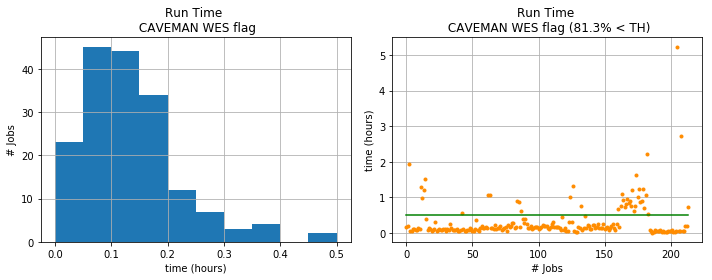 Run Time
CAVEMAN WES flag
# Jobs
40
30
20
10
0
0.0 0.1 0.2 0.3 0.4 0.5
time (hours)
Run Time
CAVEMAN WES flag (81.3% < TH)
time (hours)
5
4
3
2
1
0
0 50 100 150 200
# Jobs